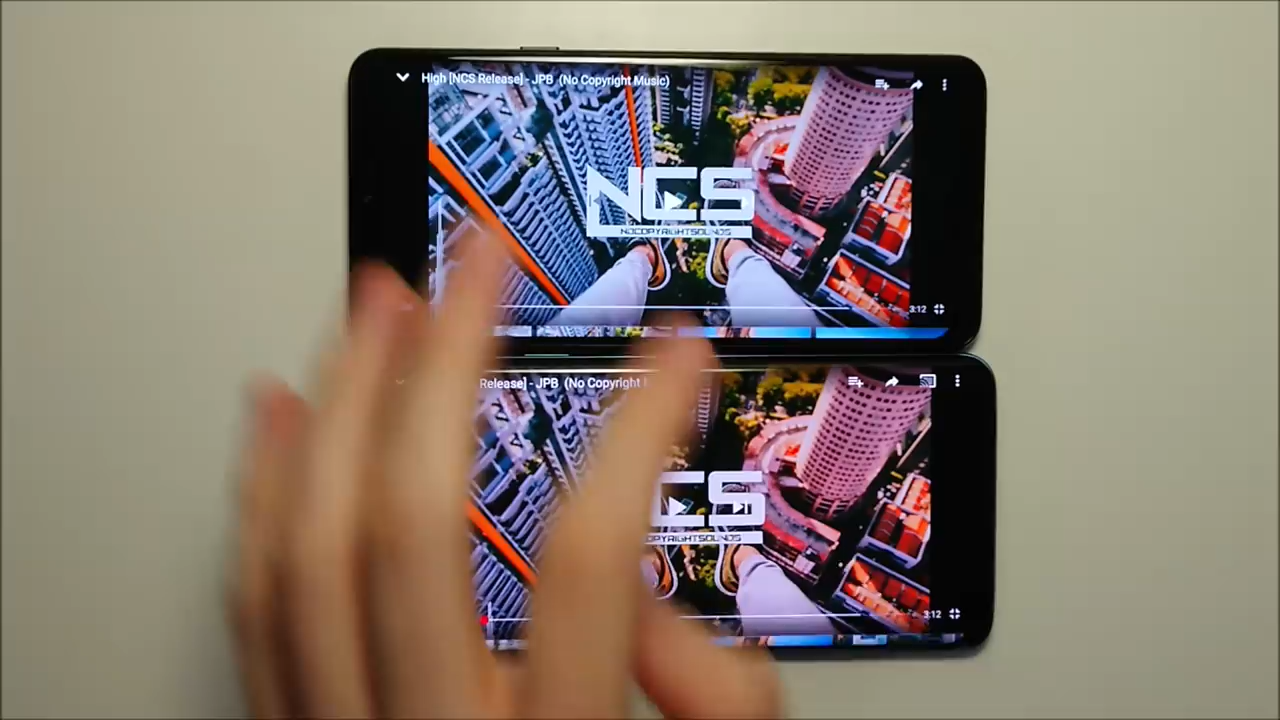 High [NCS Release] - JPB (No Copyright Music)
NCS
NOCOPYRIGHTSOUNDS
3:12
Release] - JPB (No Copyright
CS
COPYRIGHTSOUNDS
3:12